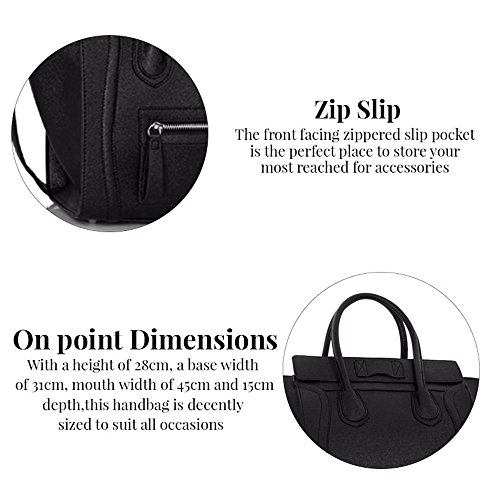 Zip Slip
The front facing zippered slip pocket
is the perfect place to store your
most reached for accessories
On point Dimensions
With a height of 28cm, a base width
of 31cm, mouth width of 45cm and 15cm
depth,this handbag is decently
sized to suit all occasions